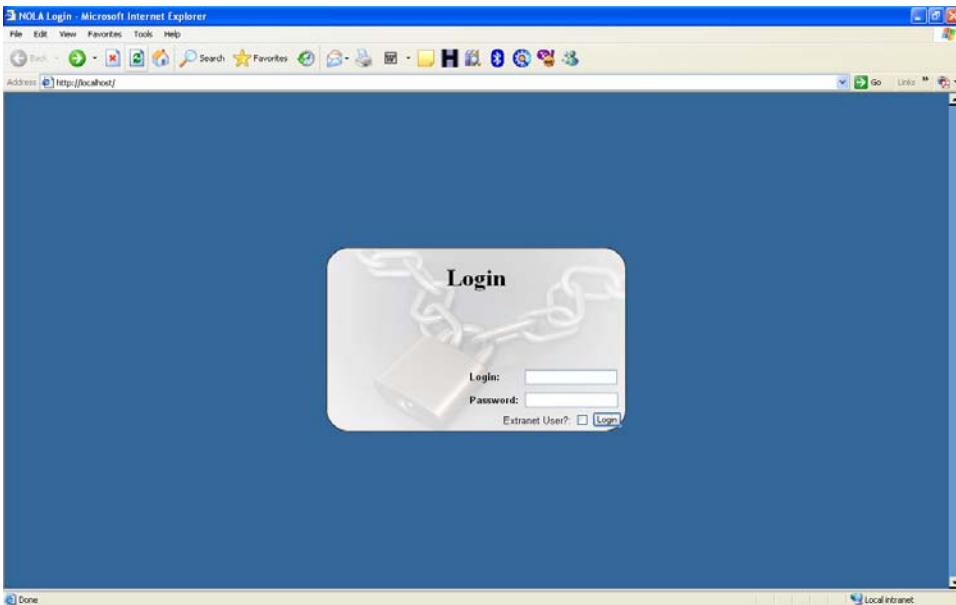 NOLA Login - Microsoft Internet Explorer
File Edit View Favorites Tools Help
Back Search Favorites
Address http://localhost/ Go Links »
Login
Login:
Password:
Extranet User?: Login
Done Local intranet